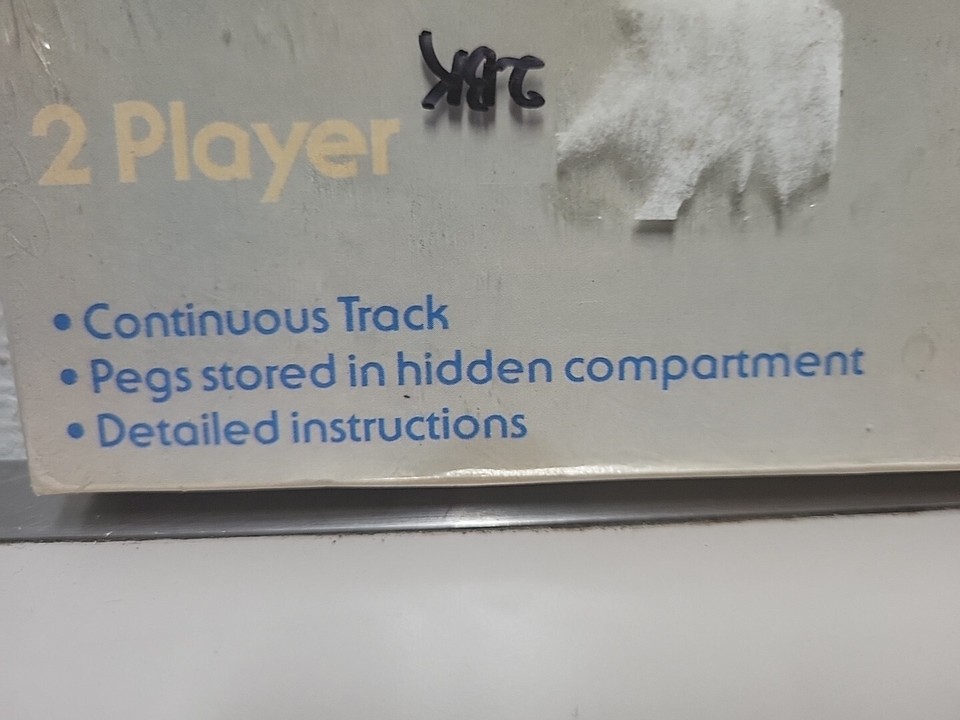 2 Player
• Continuous Track
• Pegs stored in hidden compartment
• Detailed instructions